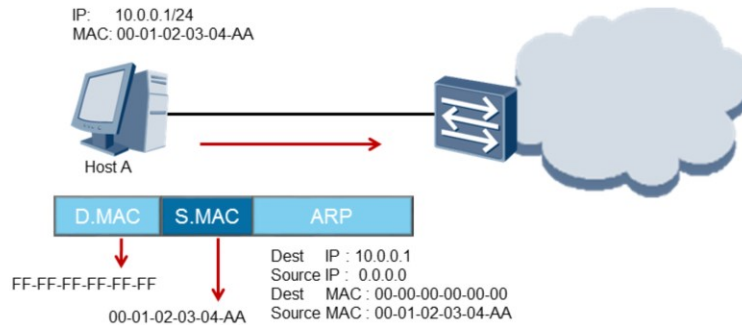 IP: 10.0.0.1/24
MAC: 00-01-02-03-04-AA
Host A
D.MAC S.MAC ARP
FF-FF-FF-FF-FF-FF
00-01-02-03-04-AA
Dest IP : 10.0.0.1
Source IP : 0.0.0.0
Dest MAC : 00-00-00-00-00-00
Source MAC : 00-01-02-03-04-AA